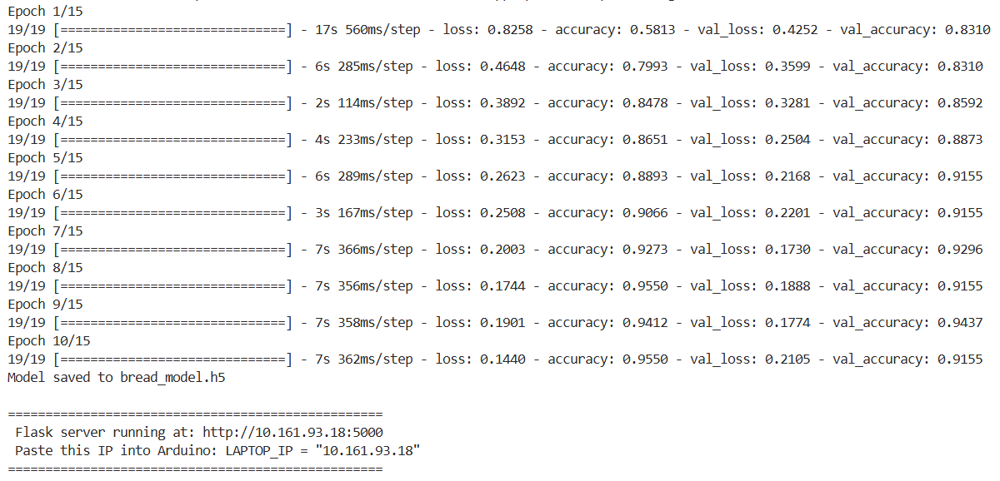 Epoch 1/15
19/19 [==============================] - 17s 560ms/step - loss: 0.8258 - accuracy: 0.5813 - val_loss: 0.4252 - val_accuracy: 0.8310
Epoch 2/15
19/19 [==============================] - 6s 285ms/step - loss: 0.4648 - accuracy: 0.7993 - val_loss: 0.3599 - val_accuracy: 0.8310
Epoch 3/15
19/19 [==============================] - 2s 114ms/step - loss: 0.3892 - accuracy: 0.8478 - val_loss: 0.3281 - val_accuracy: 0.8592
Epoch 4/15
19/19 [==============================] - 4s 233ms/step - loss: 0.3153 - accuracy: 0.8651 - val_loss: 0.2504 - val_accuracy: 0.8873
Epoch 5/15
19/19 [==============================] - 6s 289ms/step - loss: 0.2623 - accuracy: 0.8893 - val_loss: 0.2168 - val_accuracy: 0.9155
Epoch 6/15
19/19 [==============================] - 3s 167ms/step - loss: 0.2508 - accuracy: 0.9066 - val_loss: 0.2201 - val_accuracy: 0.9155
Epoch 7/15
19/19 [==============================] - 7s 366ms/step - loss: 0.2003 - accuracy: 0.9273 - val_loss: 0.1730 - val_accuracy: 0.9296
Epoch 8/15
19/19 [==============================] - 7s 356ms/step - loss: 0.1744 - accuracy: 0.9550 - val_loss: 0.1888 - val_accuracy: 0.9155
Epoch 9/15
19/19 [==============================] - 7s 358ms/step - loss: 0.1901 - accuracy: 0.9412 - val_loss: 0.1774 - val_accuracy: 0.9437
Epoch 10/15
19/19 [==============================] - 7s 362ms/step - loss: 0.1440 - accuracy: 0.9550 - val_loss: 0.2105 - val_accuracy: 0.9155
Model saved to bread_model.h5
==================================================
Flask server running at: http://10.161.93.18:5000
Paste this IP into Arduino: LAPTOP_IP = "10.161.93.18"
==================================================